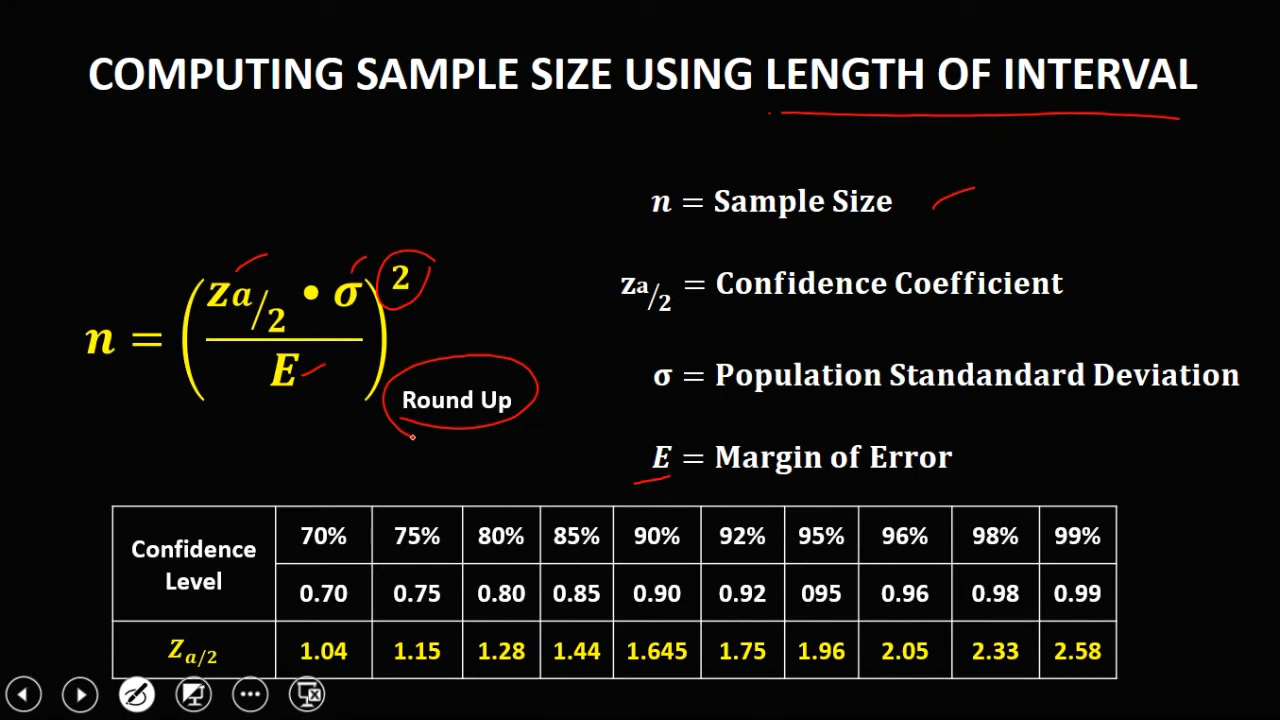 COMPUTING SAMPLE SIZE USING LENGTH OF INTERVAL
n = Sample Size
za/2 = Confidence Coefficient
σ = Population Standandard Deviation
E = Margin of Error
n = (za/2 • σ / E)²
Round Up
Confidence Level 70% 75% 80% 85% 90% 92% 95% 96% 98% 99%
0.70 0.75 0.80 0.85 0.90 0.92 095 0.96 0.98 0.99
Za/2 1.04 1.15 1.28 1.44 1.645 1.75 1.96 2.05 2.33 2.58